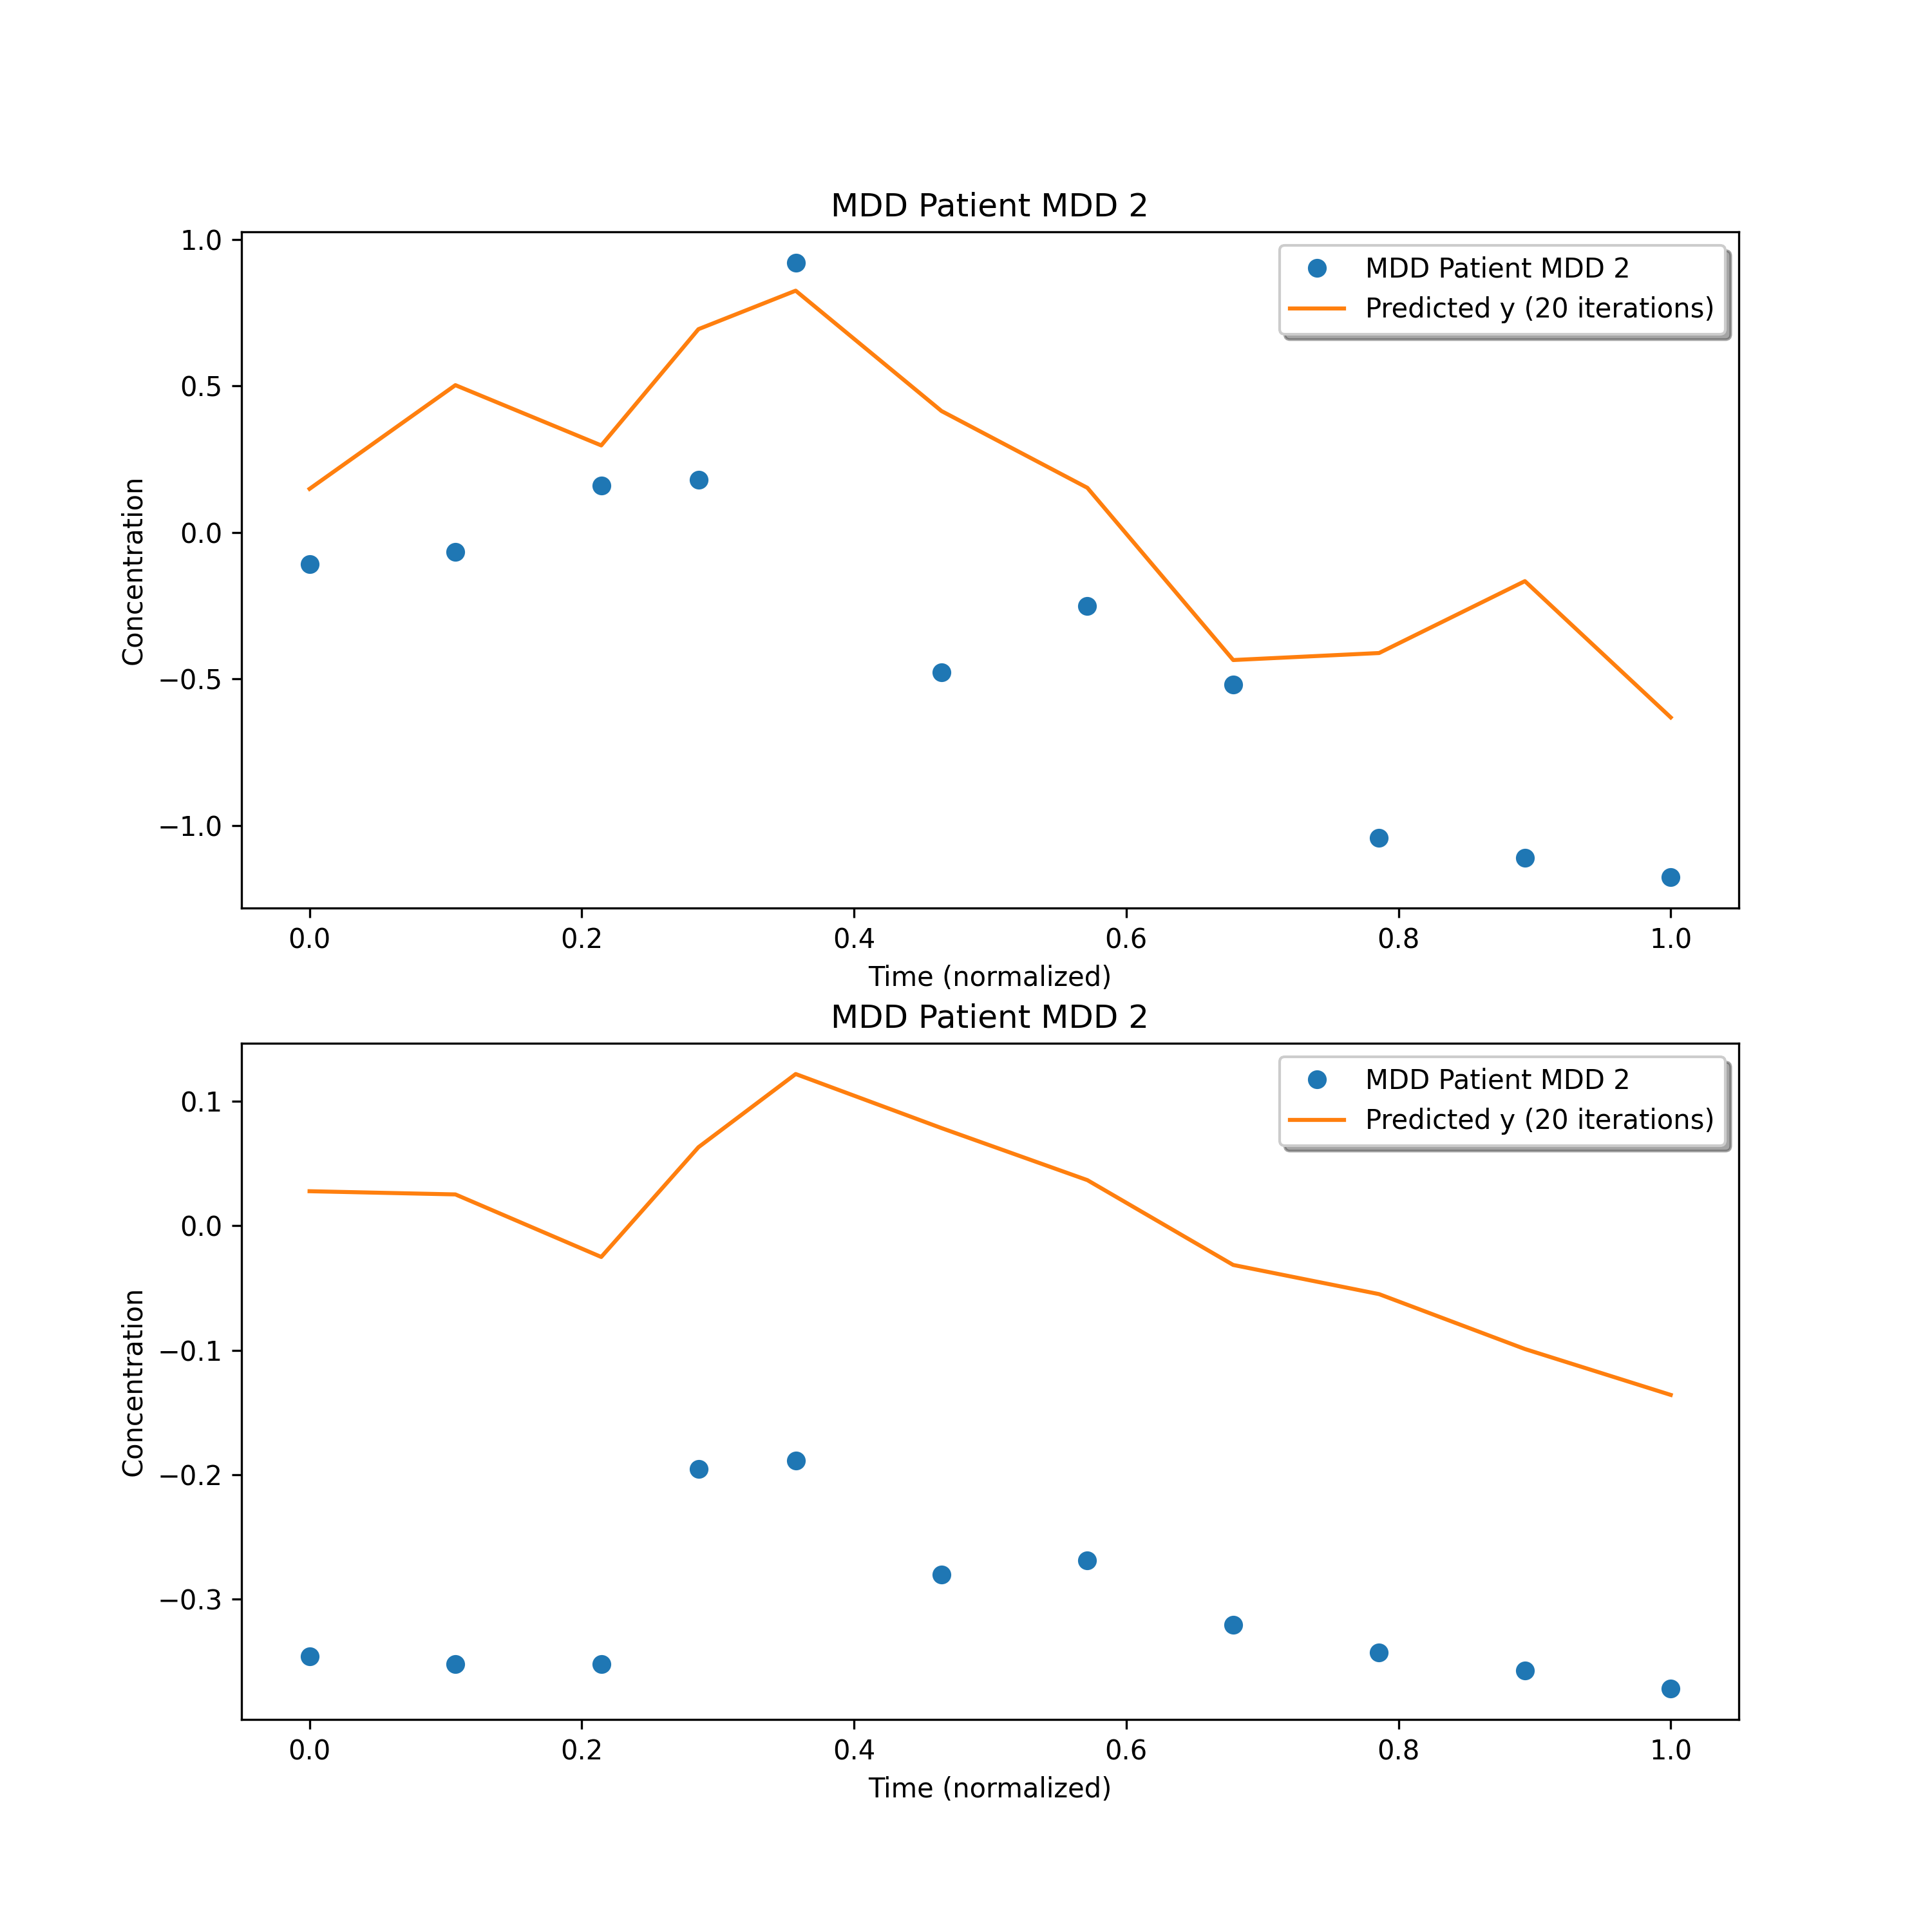 MDD Patient MDD 2
MDD Patient MDD 2
Predicted y (20 iterations)
1.0
0.5
0.0
−0.5
−1.0
Concentration
0.0 0.2 0.4 0.6 0.8 1.0
Time (normalized)
MDD Patient MDD 2
MDD Patient MDD 2
Predicted y (20 iterations)
0.1
0.0
−0.1
−0.2
−0.3
Concentration
0.0 0.2 0.4 0.6 0.8 1.0
Time (normalized)